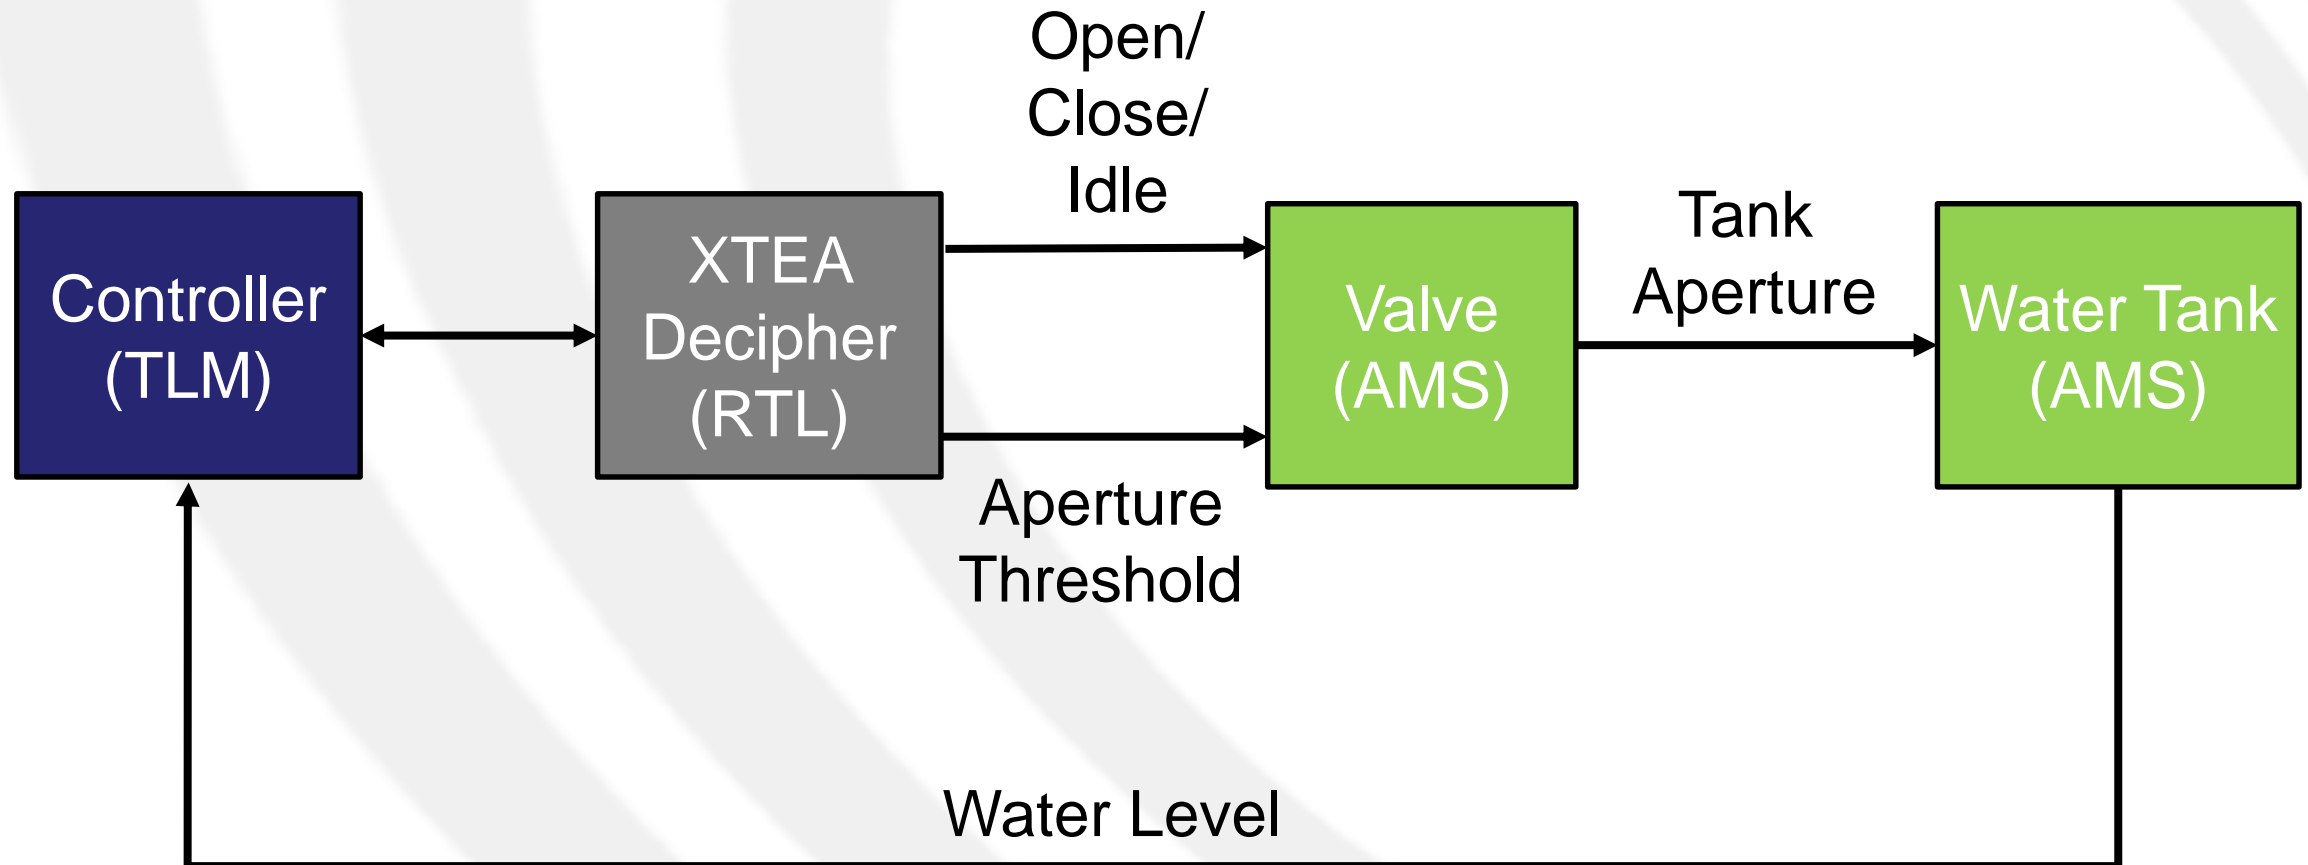 Open/
Close/
Idle
Controller
(TLM)
XTEA
Decipher
(RTL)
Valve
(AMS)
Tank
Aperture
Water Tank
(AMS)
Aperture
Threshold
Water Level